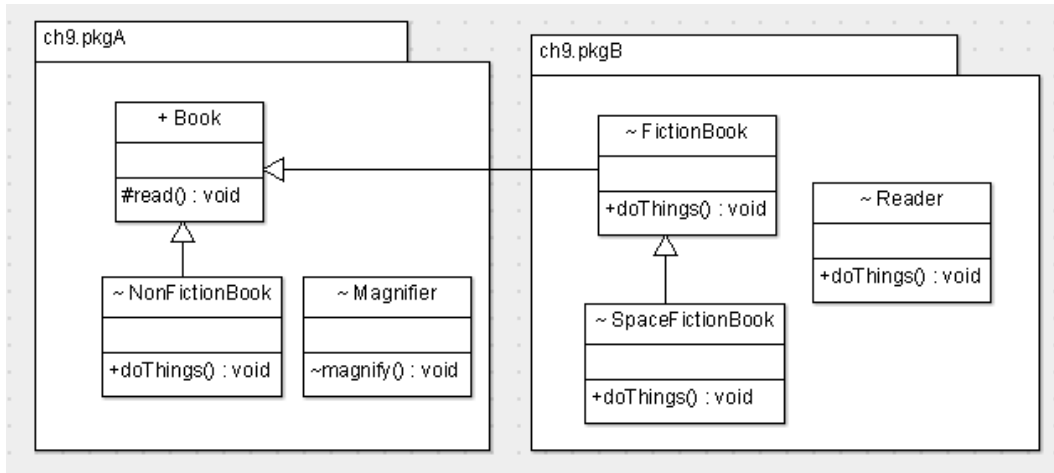 ch9.pkgA
+ Book
#read() : void
~ NonFictionBook
+doThings() : void
~ Magnifier
~magnify() : void
ch9.pkgB
~ FictionBook
+doThings() : void
~ Reader
+doThings() : void
~ SpaceFictionBook
+doThings() : void